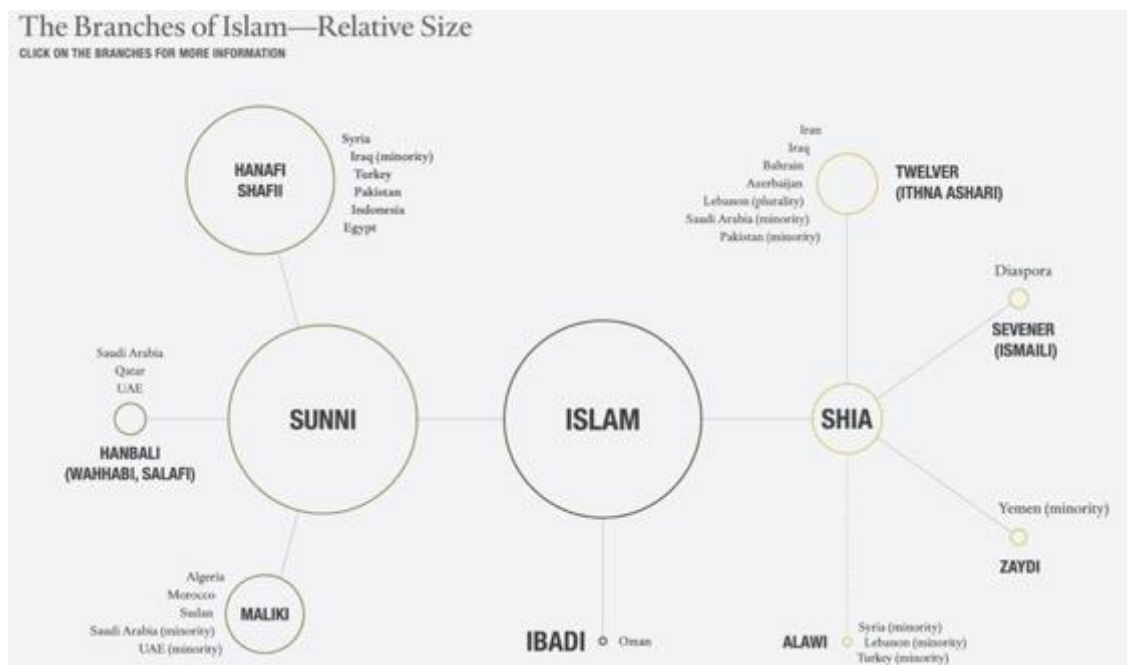 The Branches of Islam—Relative Size
CLICK ON THE BRANCHES FOR MORE INFORMATION
HANAFI
SHAFII
Syria
Iraq (minority)
Turkey
Pakistan
Indonesia
Egypt
Iran
Iraq
Bahrain
Azerbaijan
Lebanon (plurality)
Saudi Arabia (minority)
Pakistan (minority)
TWELVER
(ITHNA ASHARI)
Diaspora
SEVENER
(ISMAILI)
Saudi Arabia
Qatar
UAE
HANBALI
(WAHHABI, SALAFI)
SUNNI
ISLAM
SHIA
Yemen (minority)
ZAYDI
Algeria
Morocco
Sudan
Saudi Arabia (minority)
UAE (minority)
MALIKI
IBADI
Oman
ALAWI
Syria (minority)
Lebanon (minority)
Turkey (minority)